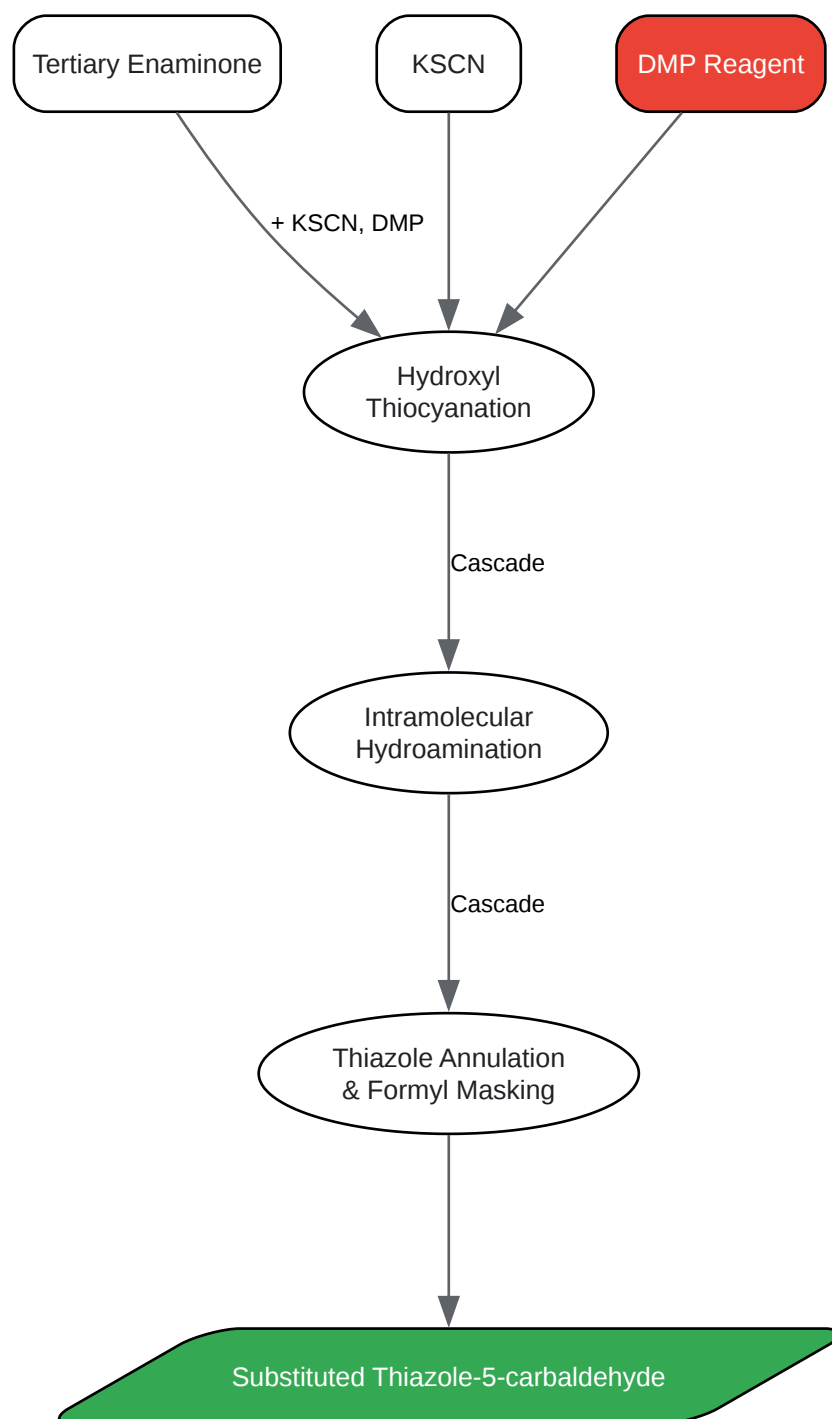 Tertiary Enaminone
KSCN
DMP Reagent
+ KSCN, DMP
Hydroxyl
Thiocyanation
Cascade
Intramolecular
Hydroamination
Cascade
Thiazole Annulation
& Formyl Masking
Substituted Thiazole-5-carbaldehyde